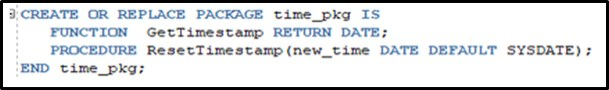 CREATE OR REPLACE PACKAGE time_pkg IS
FUNCTION GetTimestamp RETURN DATE;
PROCEDURE ResetTimestamp(new_time DATE DEFAULT SYSDATE);
END time_pkg;